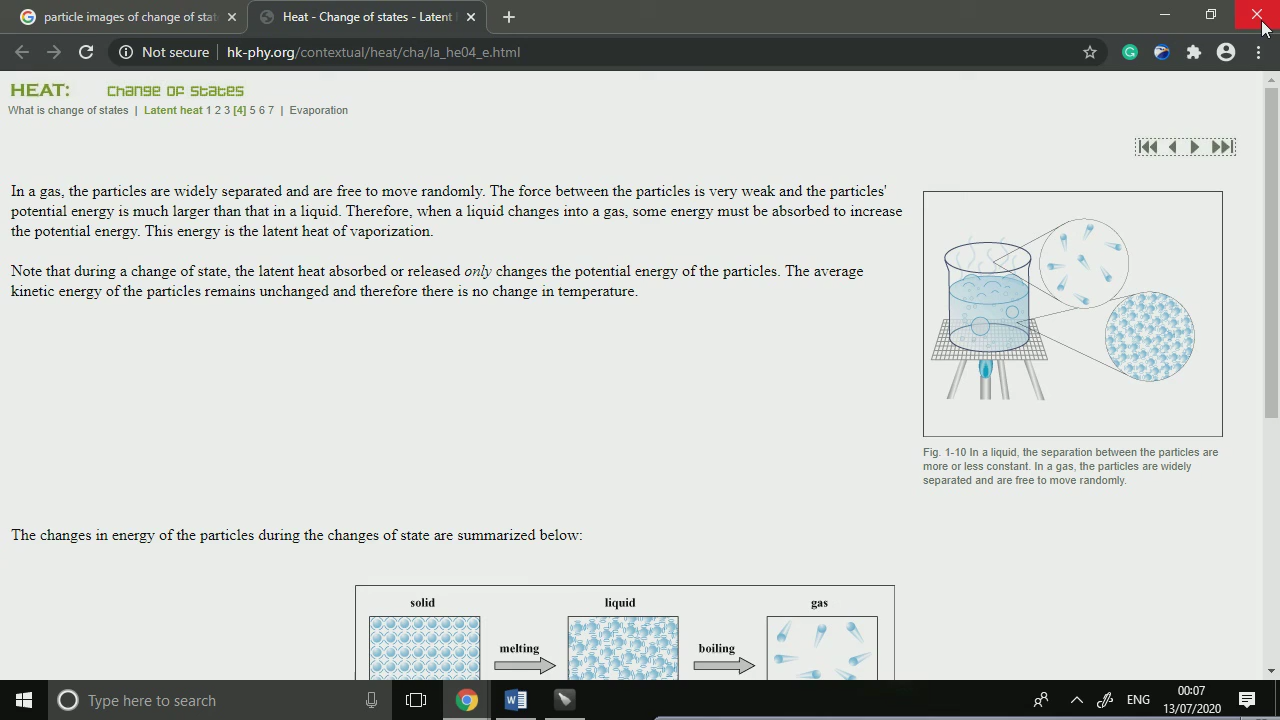 particle images of change of stat
Heat - Change of states - Latent
Not secure
hk-phy.org/contextual/heat/cha/la_he04_e.html
HEAT: Change of states
What is change of states | Latent heat 1 2 3 [4] 5 6 7 | Evaporation
In a gas, the particles are widely separated and are free to move randomly. The force between the particles is very weak and the particles'
potential energy is much larger than that in a liquid. Therefore, when a liquid changes into a gas, some energy must be absorbed to increase
the potential energy. This energy is the latent heat of vaporization.
Note that during a change of state, the latent heat absorbed or released only changes the potential energy of the particles. The average
kinetic energy of the particles remains unchanged and therefore there is no change in temperature.
Fig. 1-10 In a liquid, the separation between the particles are
more or less constant. In a gas, the particles are widely
separated and are free to move randomly.
The changes in energy of the particles during the changes of state are summarized below:
solid liquid gas
melting boiling
Type here to search
ENG
00:07
13/07/2020